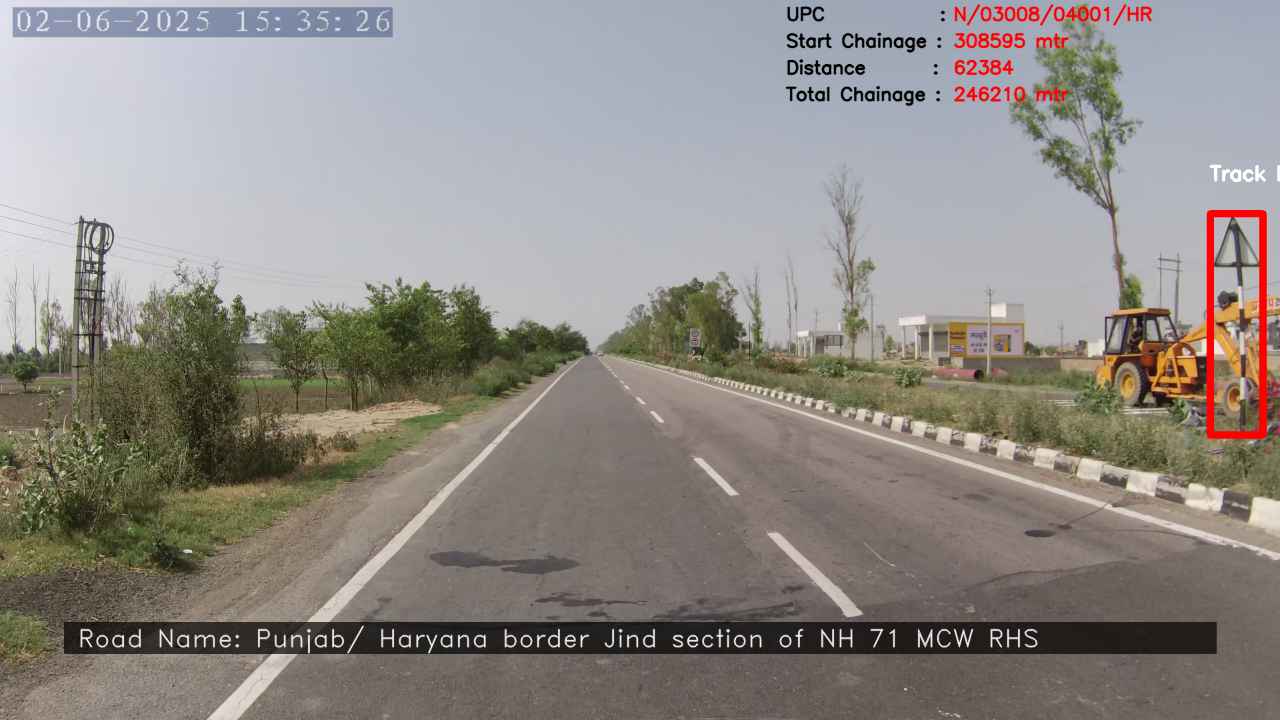 02-06-2025 15:35:26
UPC : N/03008/04001/HR
Start Chainage : 308595 mtr
Distance : 62384
Total Chainage : 246210 mtr
Track
Road Name: Punjab/ Haryana border Jind section of NH 71 MCW RHS